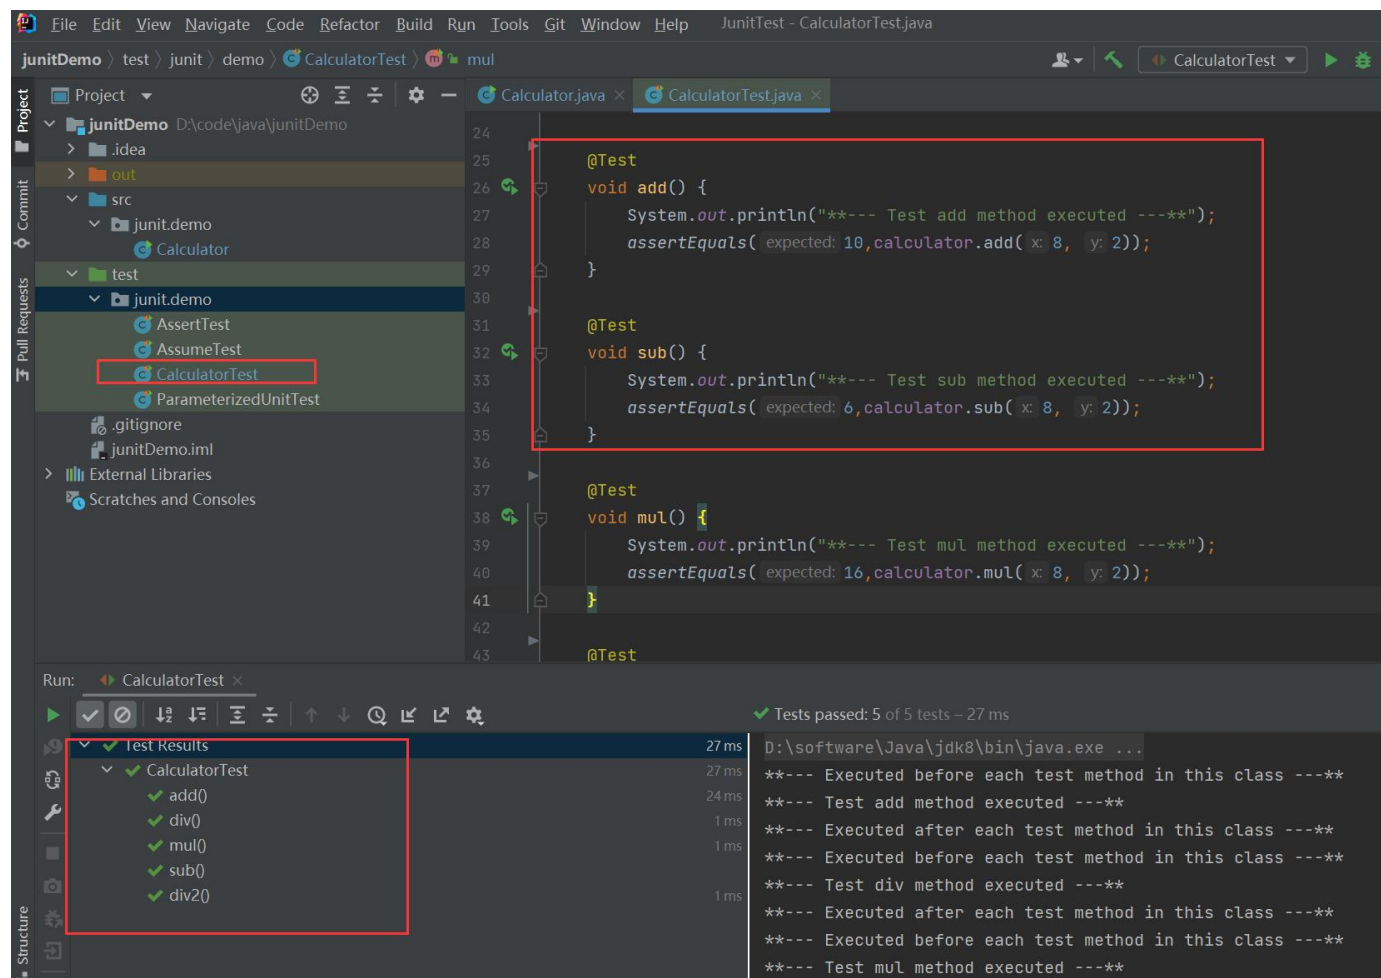 File Edit View Navigate Code Refactor Build Run Tools Git Window Help JunitTest - CalculatorTest.java
junitDemo test junit demo CalculatorTest mul CalculatorTest
Project
Commit
Pull Requests
Structure
Project
junitDemo D:\code\java\junitDemo
.idea
out
src
junit.demo
Calculator
test
junit.demo
AssertTest
AssumeTest
CalculatorTest
ParameterizedUnitTest
.gitignore
junitDemo.iml
External Libraries
Scratches and Consoles
Calculator.java CalculatorTest.java
24
25 @Test
26 void add() {
27 System.out.println("**--- Test add method executed ---**");
28 assertEquals( expected: 10,calculator.add( x: 8, y: 2));
29 }
30
31 @Test
32 void sub() {
33 System.out.println("**--- Test sub method executed ---**");
34 assertEquals( expected: 6,calculator.sub( x: 8, y: 2));
35 }
36
37 @Test
38 void mul() {
39 System.out.println("**--- Test mul method executed ---**");
40 assertEquals( expected: 16,calculator.mul( x: 8, y: 2));
41 }
42
43 @Test
Run: CalculatorTest
Tests passed: 5 of 5 tests – 27 ms
Test Results 27 ms
CalculatorTest 27 ms
add() 24 ms
div() 1 ms
mul() 1 ms
sub()
div2() 1 ms
D:\software\Java\jdk8\bin\java.exe ...
**--- Executed before each test method in this class ---**
**--- Test add method executed ---**
**--- Executed after each test method in this class ---**
**--- Executed before each test method in this class ---**
**--- Test div method executed ---**
**--- Executed after each test method in this class ---**
**--- Executed before each test method in this class ---**
**--- Test mul method executed ---**